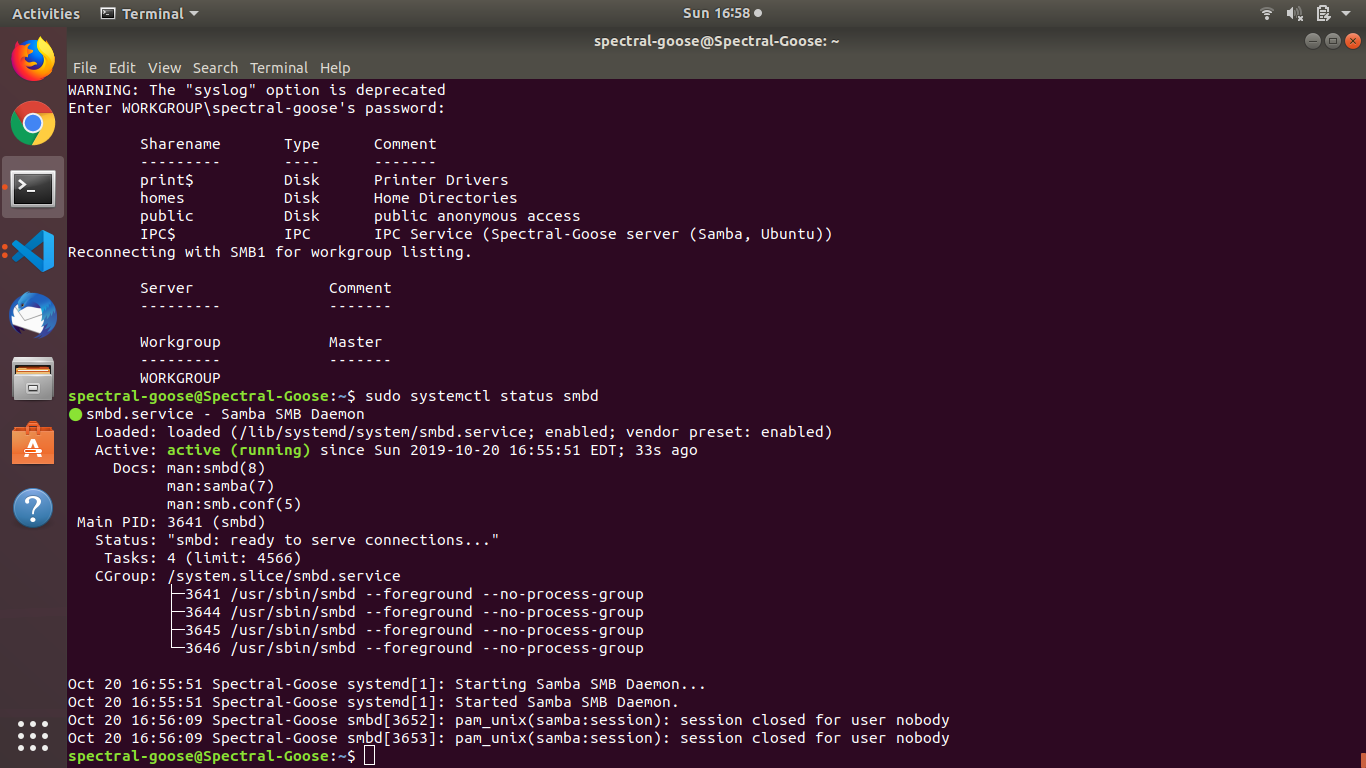 Activities Terminal Sun 16:58
spectral-goose@Spectral-Goose: ~
File Edit View Search Terminal Help
WARNING: The "syslog" option is deprecated
Enter WORKGROUP\spectral-goose's password:
Sharename Type Comment
--------- ---- -------
print$ Disk Printer Drivers
homes Disk Home Directories
public Disk public anonymous access
IPC$ IPC IPC Service (Spectral-Goose server (Samba, Ubuntu))
Reconnecting with SMB1 for workgroup listing.
Server Comment
--------- -------
Workgroup Master
--------- -------
WORKGROUP
spectral-goose@Spectral-Goose:~$ sudo systemctl status smbd
● smbd.service - Samba SMB Daemon
Loaded: loaded (/lib/systemd/system/smbd.service; enabled; vendor preset: enabled)
Active: active (running) since Sun 2019-10-20 16:55:51 EDT; 33s ago
Docs: man:smbd(8)
man:samba(7)
man:smb.conf(5)
Main PID: 3641 (smbd)
Status: "smbd: ready to serve connections..."
Tasks: 4 (limit: 4566)
CGroup: /system.slice/smbd.service
├─3641 /usr/sbin/smbd --foreground --no-process-group
├─3644 /usr/sbin/smbd --foreground --no-process-group
├─3645 /usr/sbin/smbd --foreground --no-process-group
└─3646 /usr/sbin/smbd --foreground --no-process-group
Oct 20 16:55:51 Spectral-Goose systemd[1]: Starting Samba SMB Daemon...
Oct 20 16:55:51 Spectral-Goose systemd[1]: Started Samba SMB Daemon.
Oct 20 16:56:09 Spectral-Goose smbd[3652]: pam_unix(samba:session): session closed for user nobody
Oct 20 16:56:09 Spectral-Goose smbd[3653]: pam_unix(samba:session): session closed for user nobody
spectral-goose@Spectral-Goose:~$